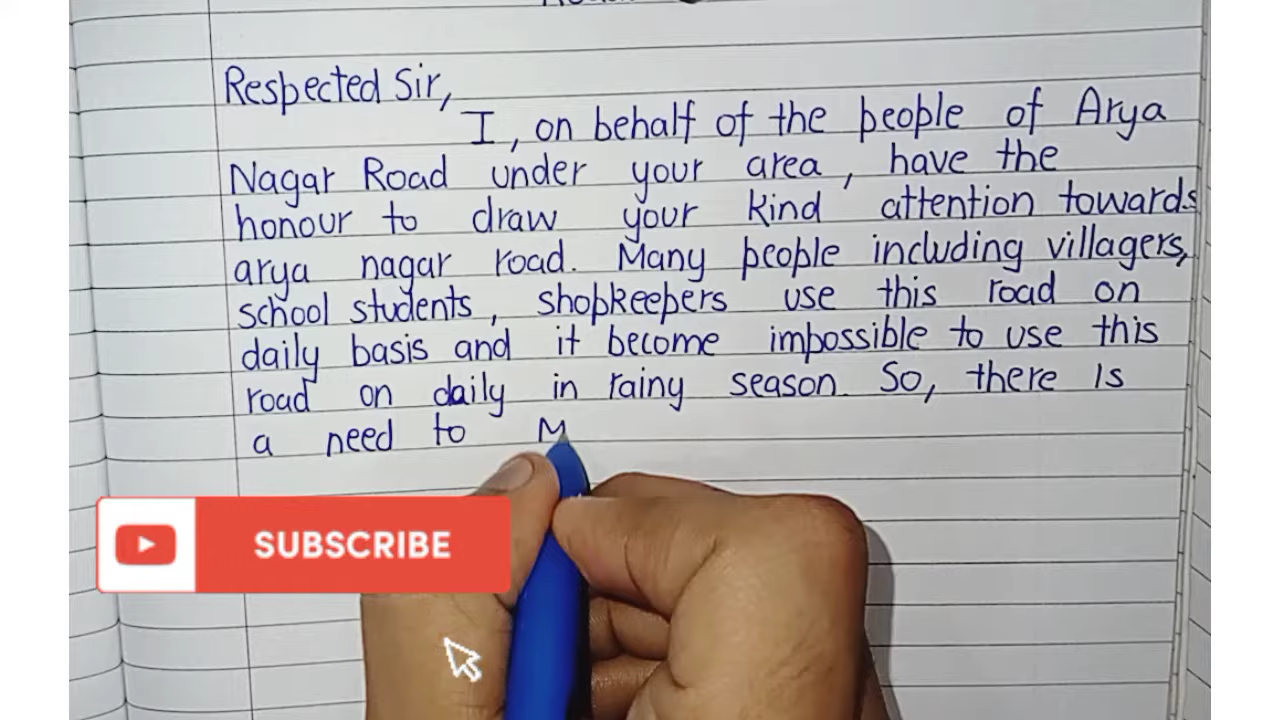 Respected Sir,
I, on behalf of the people of Arya
Nagar Road under your area, have the
honour to draw your kind attention towards
arya nagar road. Many people including villagers,
school students, shopkeepers use this road on
daily basis and it become impossible to use this
road on daily in rainy season. So, there is
a need to M
SUBSCRIBE